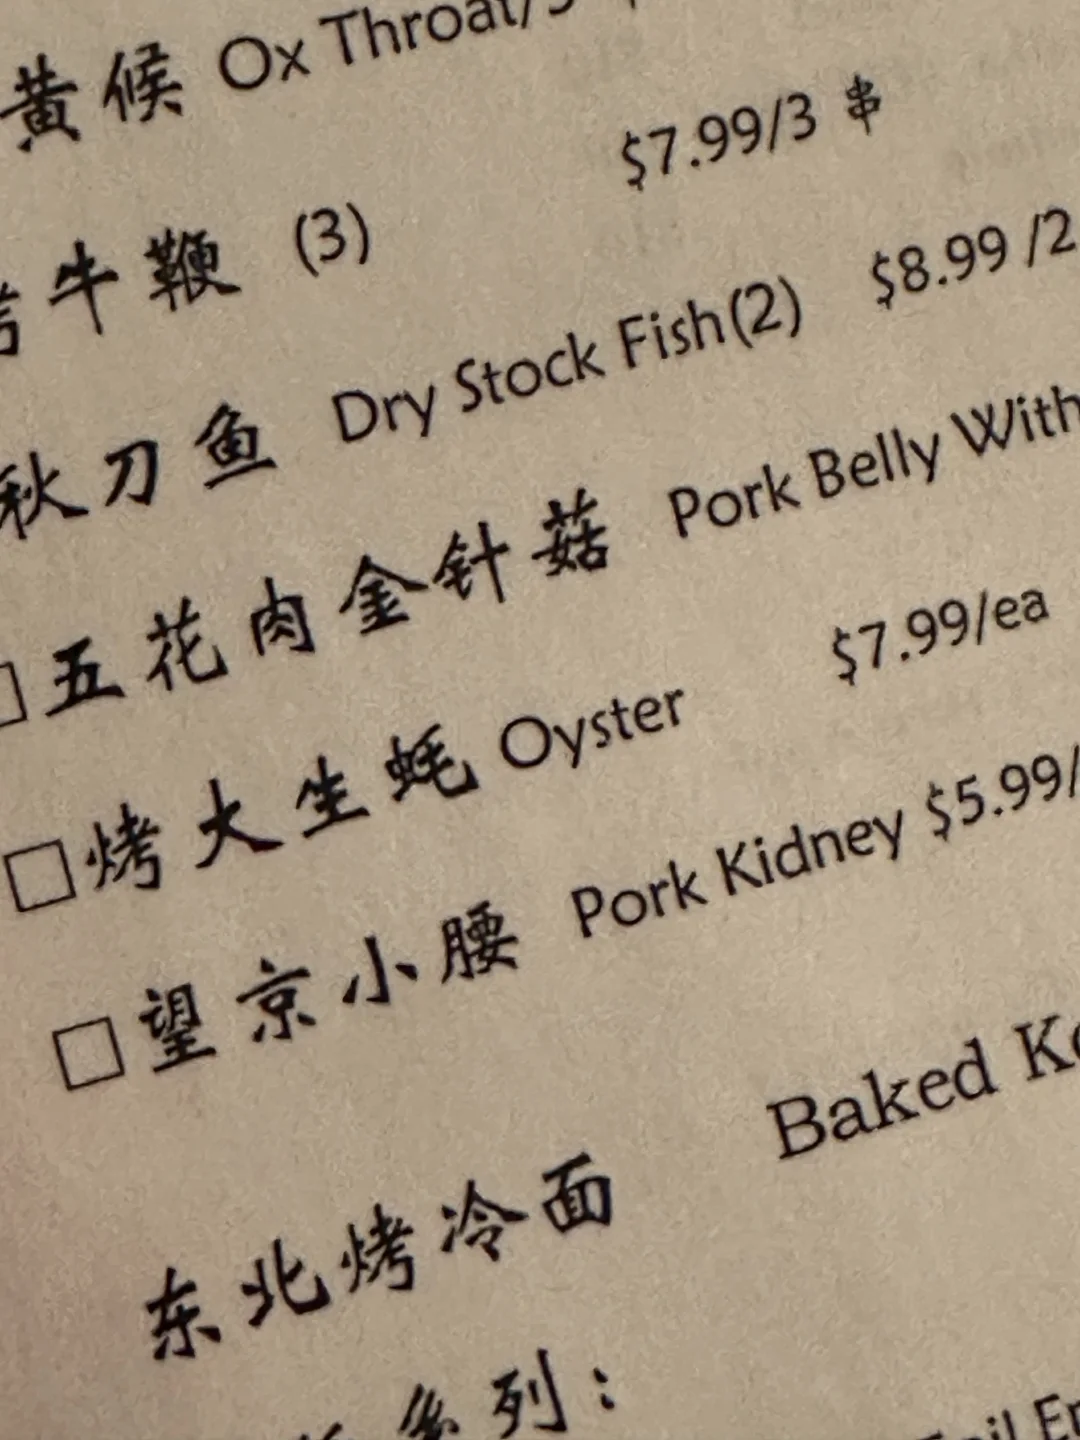 黄候 Ox Throat/3
牛鞭 (3) $7.99/3 串
秋刀鱼 Dry Stock Fish(2) $8.99 /2
□五花肉金针菇 Pork Belly With
□烤大生蚝 Oyster $7.99/ea
□望京小腰 Pork Kidney $5.99/
东北烤冷面 Baked
系列：